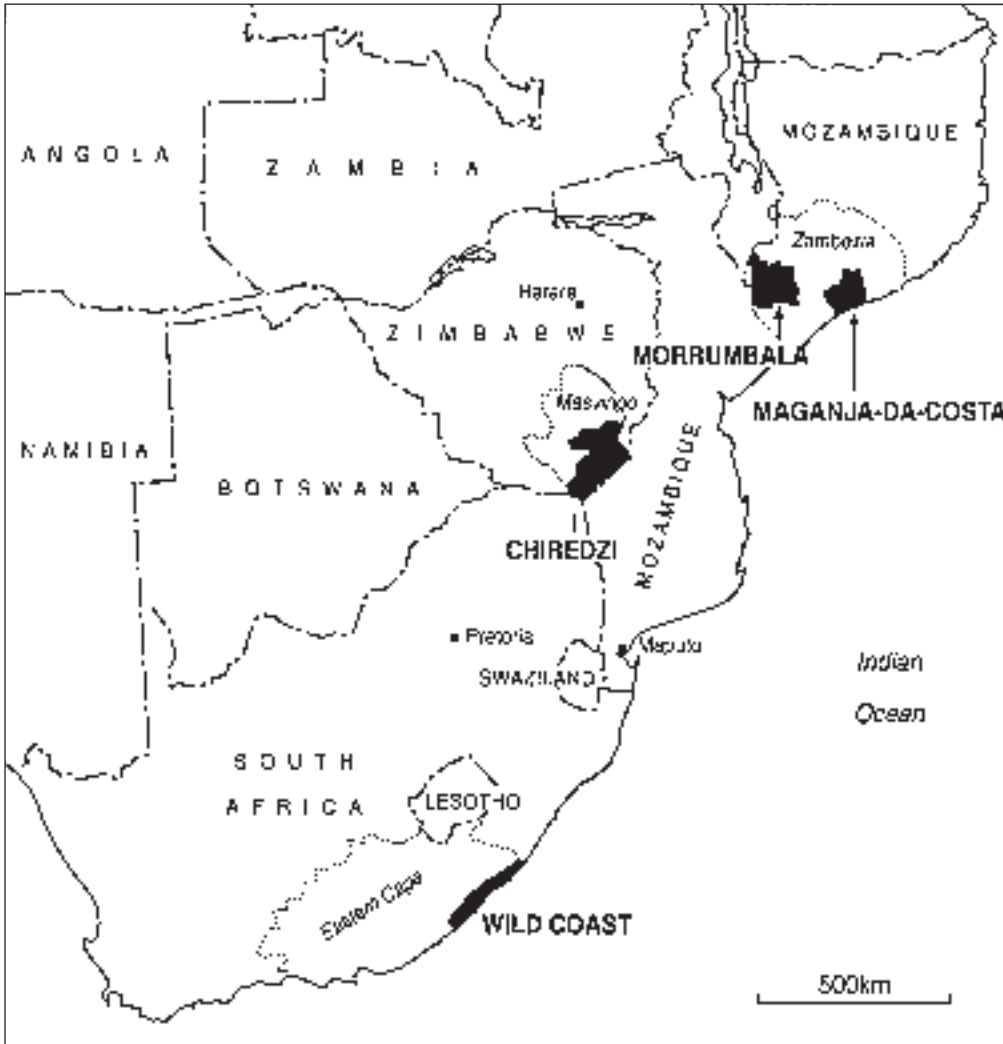 MOZAMBIQUE
ANGOLA
ZAMBIA
Zambezia
Harare
ZIMBABWE
MORRUMBALA
Masvingo
MAGANJA-DA-COSTA
NAMIBIA
BOTSWANA
MOZAMBIQUE
CHIREDZI
Pretoria
Maputo
Indian
Ocean
SWAZILAND
SOUTH
AFRICA
LESOTHO
Eastern Cape
WILD COAST
500km